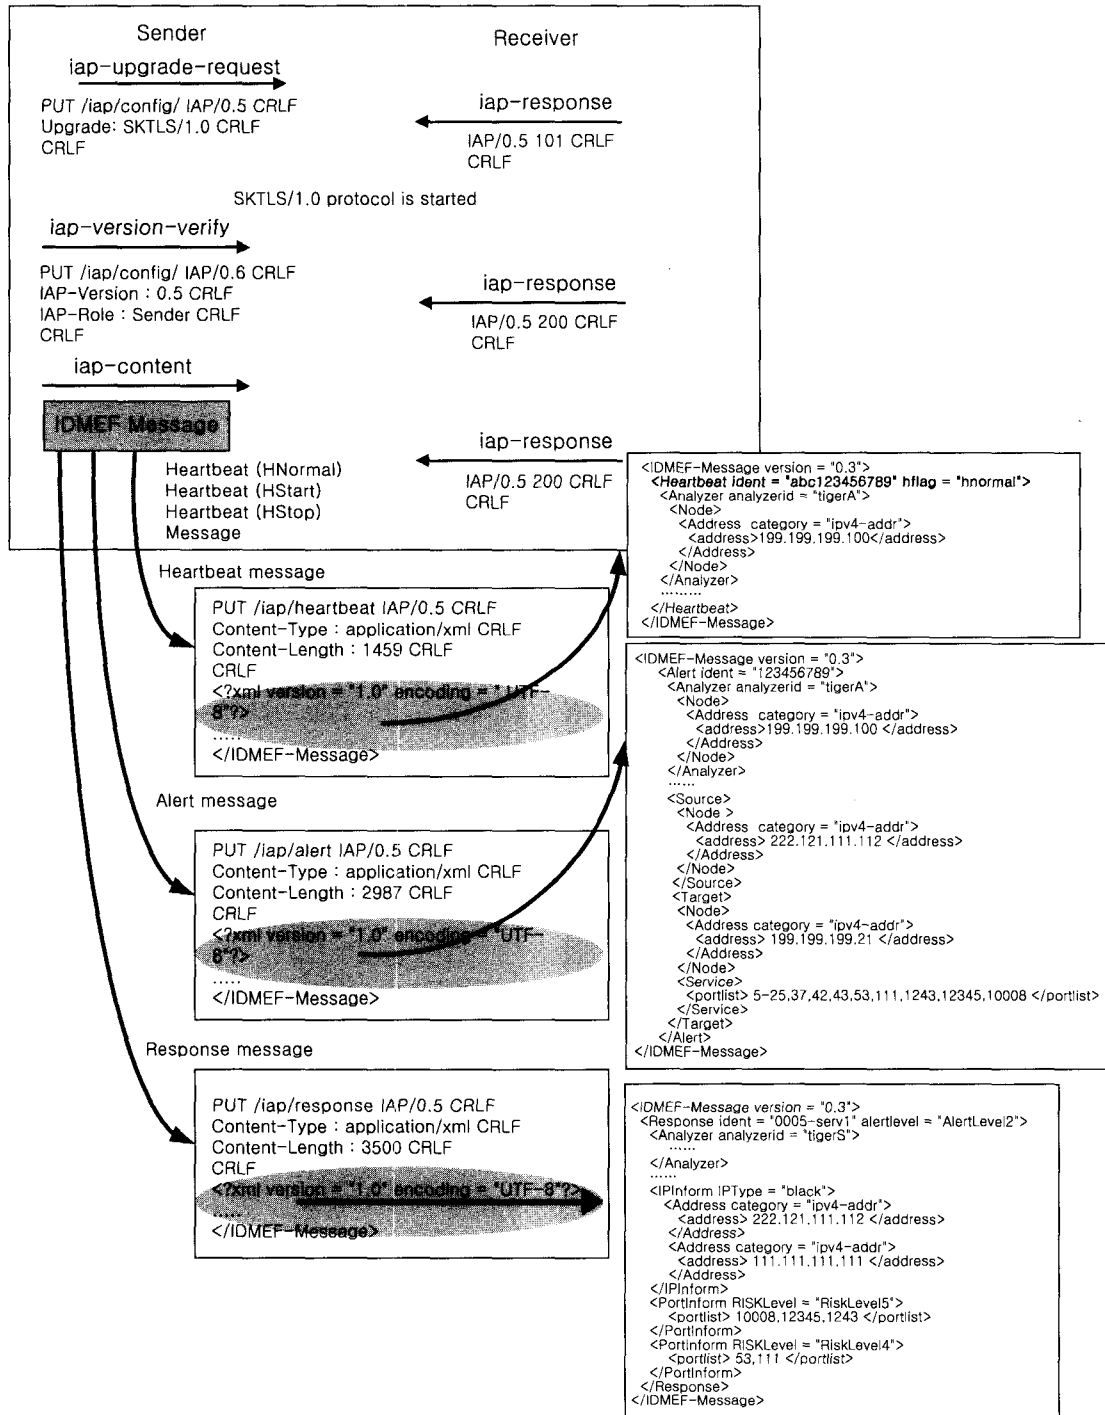 Sender
Receiver
iap-upgrade-request
PUT /iap/config/ IAP/0.5 CRLF
Upgrade: SKTLS/1.0 CRLF
CRLF
iap-response
IAP/0.5 101 CRLF
CRLF
SKTLS/1.0 protocol is started
iap-version-verify
PUT /iap/config/ IAP/0.6 CRLF
IAP-Version : 0.5 CRLF
IAP-Role : Sender CRLF
CRLF
iap-response
IAP/0.5 200 CRLF
CRLF
iap-content
IDMEF Message
iap-response
IAP/0.5 200 CRLF
CRLF
Heartbeat (HNormal)
Heartbeat (HStart)
Heartbeat (HStop)
Message
Heartbeat message
PUT /iap/heartbeat IAP/0.5 CRLF
Content-Type : application/xml CRLF
Content-Length : 1459 CRLF
CRLF
<?xml version = "1.0" encoding = " UTF-
8"?>
.....
</IDMEF-Message>
<IDMEF-Message version = "0.3">
<Heartbeat ident = "abc123456789" hflag = "hnormal">
<Analyzer analyzerid = "tigerA">
<Node>
<Address category = "ipv4-addr">
<address>199.199.199.100</address>
</Address>
</Node>
</Analyzer>
.........
</Heartbeat>
</IDMEF-Message>
Alert message
PUT /iap/alert IAP/0.5 CRLF
Content-Type : application/xml CRLF
Content-Length : 2987 CRLF
CRLF
<?xml version = "1.0" encoding = "UTF-
8"?>
.....
</IDMEF-Message>
<IDMEF-Message version = "0.3">
<Alert ident = "123456789">
<Analyzer analyzerid = "tigerA">
<Node>
<Address category = "ipv4-addr">
<address>199.199.199.100 </address>
</Address>
</Node>
</Analyzer>
......
<Source>
<Node >
<Address category = "ipv4-addr">
<address> 222.121.111.112 </address>
</Address>
</Node>
</Source>
<Target>
<Node>
<Address category = "ipv4-addr">
<address> 199.199.199.21 </address>
</Address>
</Node>
<Service>
<portlist> 5-25,37,42,43,53,111,1243,12345,10008 </portlist>
</Service>
</Target>
</Alert>
</IDMEF-Message>
Response message
PUT /iap/response IAP/0.5 CRLF
Content-Type : application/xml CRLF
Content-Length : 3500 CRLF
CRLF
<?xml version = "1.0" encoding = "UTF-8"?>
.....
</IDMEF-Message>
<IDMEF-Message version = "0.3">
<Response ident = "0005-serv1" alertlevel = "AlertLevel2">
<Analyzer analyzerid = "tigerS">
......
</Analyzer>
......
<IPInform IPType = "black">
<Address category = "ipv4-addr">
<address> 222.121.111.112 </address>
</Address>
<Address category = "ipv4-addr">
<address> 111.111.111.111 </address>
</Address>
</IPInform>
<PortInform RISKLevel = "RiskLevel5">
<portlist> 10008,12345,1243 </portlist>
</PortInform>
<PortInform RISKLevel = "RiskLevel4">
<portlist> 53,111 </portlist>
</PortInform>
</Response>
</IDMEF-Message>